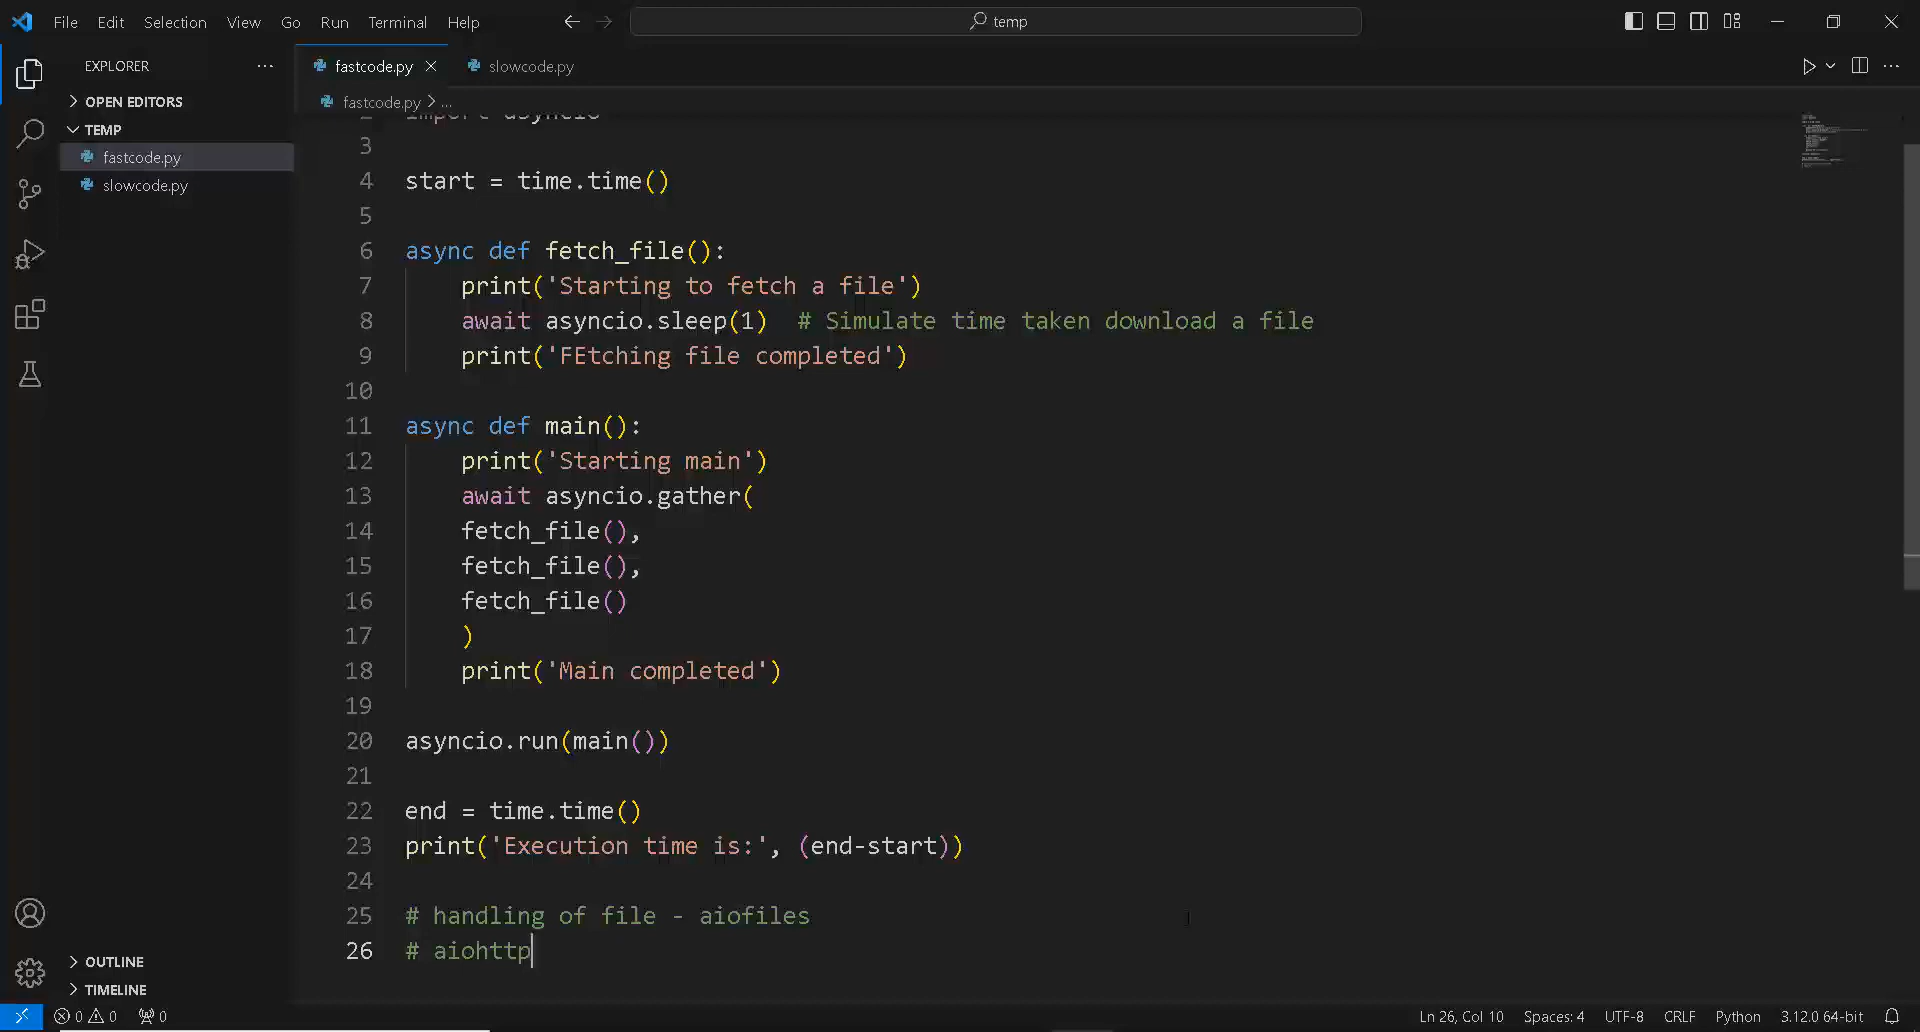 File Edit Selection View Go Run Terminal Help
temp
EXPLORER
OPEN EDITORS
TEMP
fastcode.py
slowcode.py
OUTLINE
TIMELINE
fastcode.py slowcode.py
fastcode.py > ...
2 import asyncio
3
4 start = time.time()
5
6 async def fetch_file():
7 print('Starting to fetch a file')
8 await asyncio.sleep(1)  # Simulate time taken download a file
9 print('FEtching file completed')
10
11 async def main():
12 print('Starting main')
13 await asyncio.gather(
14 fetch_file(),
15 fetch_file(),
16 fetch_file()
17 )
18 print('Main completed')
19
20 asyncio.run(main())
21
22 end = time.time()
23 print('Execution time is:', (end-start))
24
25 # handling of file - aiofiles
26 # aiohttp
0 0 0 Ln 26, Col 10 Spaces: 4 UTF-8 CRLF Python 3.12.0 64-bit